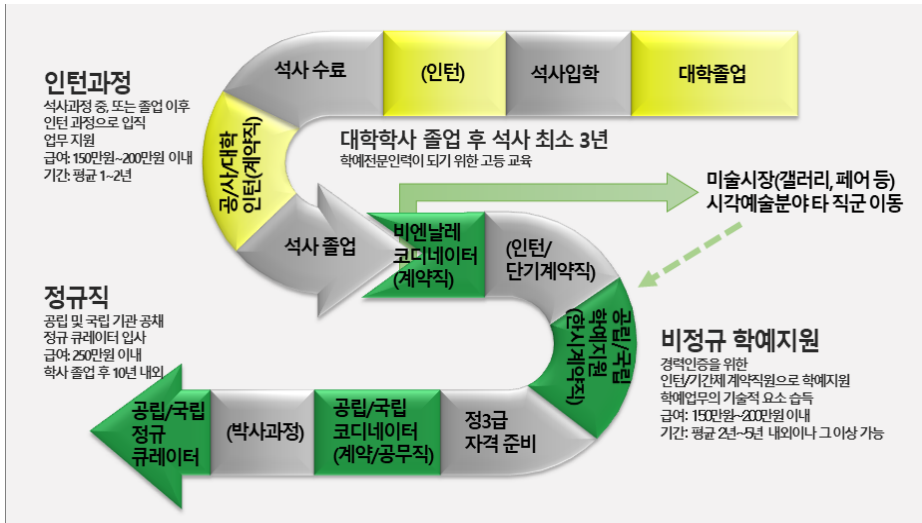 대학졸업
석사입학
(인턴)
석사 수료
인턴과정
석사과정 중, 또는 졸업 이후
인턴 과정으로 입직
업무 지원
급여: 150만원~200만원 이내
기간: 평균 1~2년
공/사/대학
인턴(계약직)
대학학사 졸업 후 석사 최소 3년
학예전문인력이 되기 위한 고등 교육
석사 졸업
비엔날레
코디네이터
(계약직)
(인턴/
단기계약직)
미술시장(갤러리, 페어 등)
시각예술분야 타 직군 이동
공립/국립
학예지원
(한시계약직)
비정규 학예지원
경력인증을 위한
인턴/기간제 계약직원으로 학예지원
학예업무의 기술적 요소 습득
급여: 150만원~200만원 이내
기간: 평균 2년~5년 내외이나 그 이상 가능
정3급
자격 준비
공립/국립
코디네이터
(계약/공무직)
(박사과정)
정규직
공립 및 국립 기관 공채
정규 큐레이터 입사
급여: 250만원 이내
학사 졸업 후 10년 내외
공립/국립
정규
큐레이터